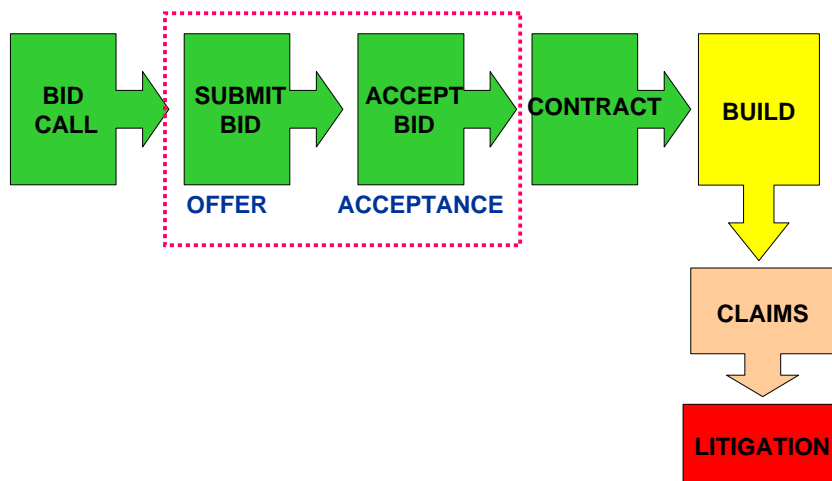 BID
CALL
SUBMIT
BID
ACCEPT
BID
CONTRACT
BUILD
OFFER
ACCEPTANCE
CLAIMS
LITIGATION